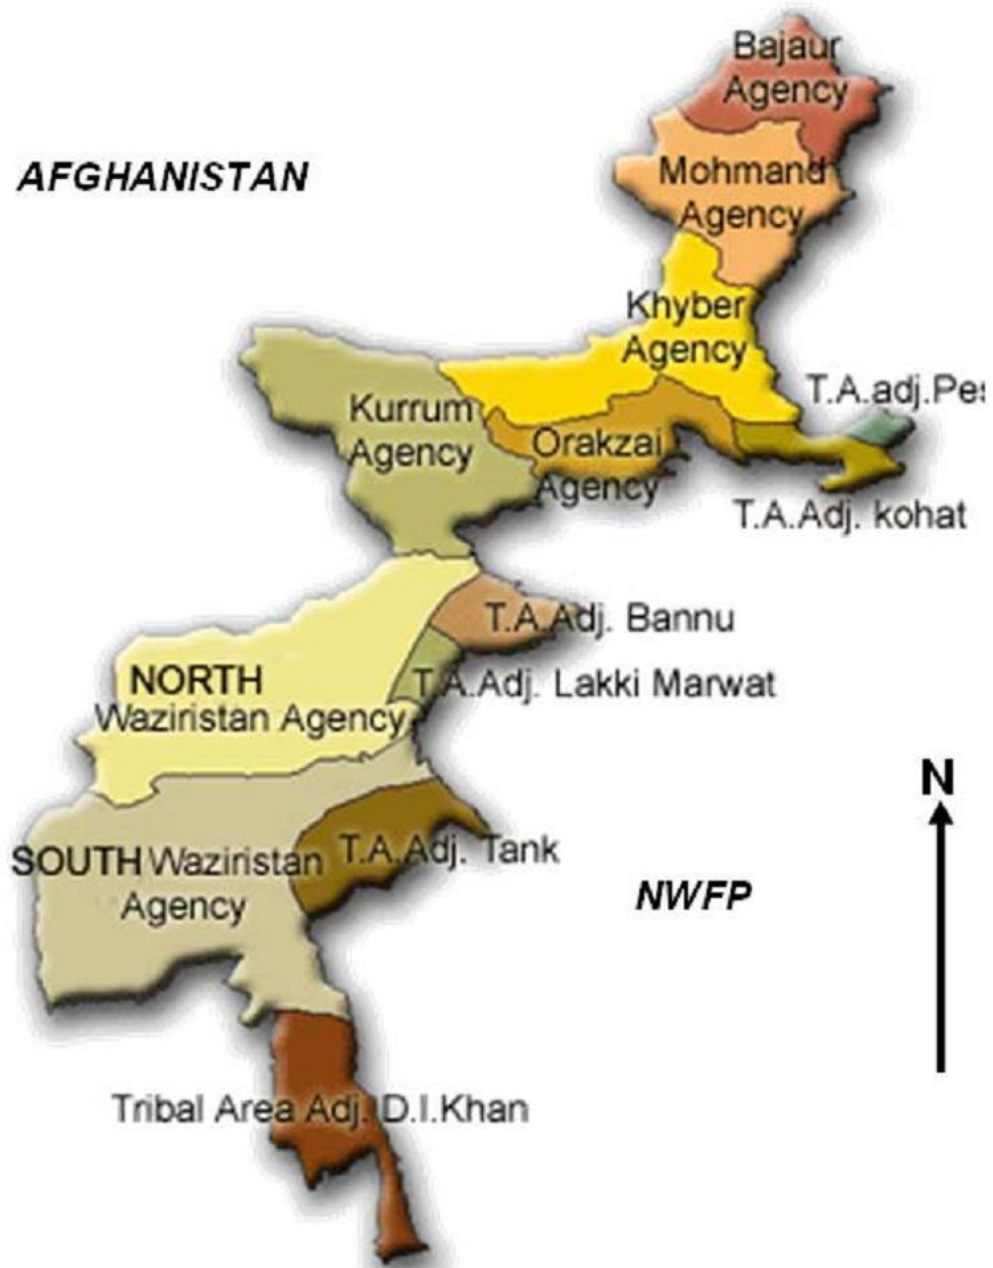 Bajaur
Agency
AFGHANISTAN
Mohmand
Agency
Khyber
Agency
T.A.adj.Pe
Kurrum
Agency
Orakzai
Agency
T.A.Adj. kohat
T.A.Adj. Bannu
NORTH
Waziristan Agency
T.A.Adj. Lakki Marwat
N
SOUTH Waziristan
Agency
T.A.Adj. Tank
NWFP
Tribal Area Adj. D.I.Khan